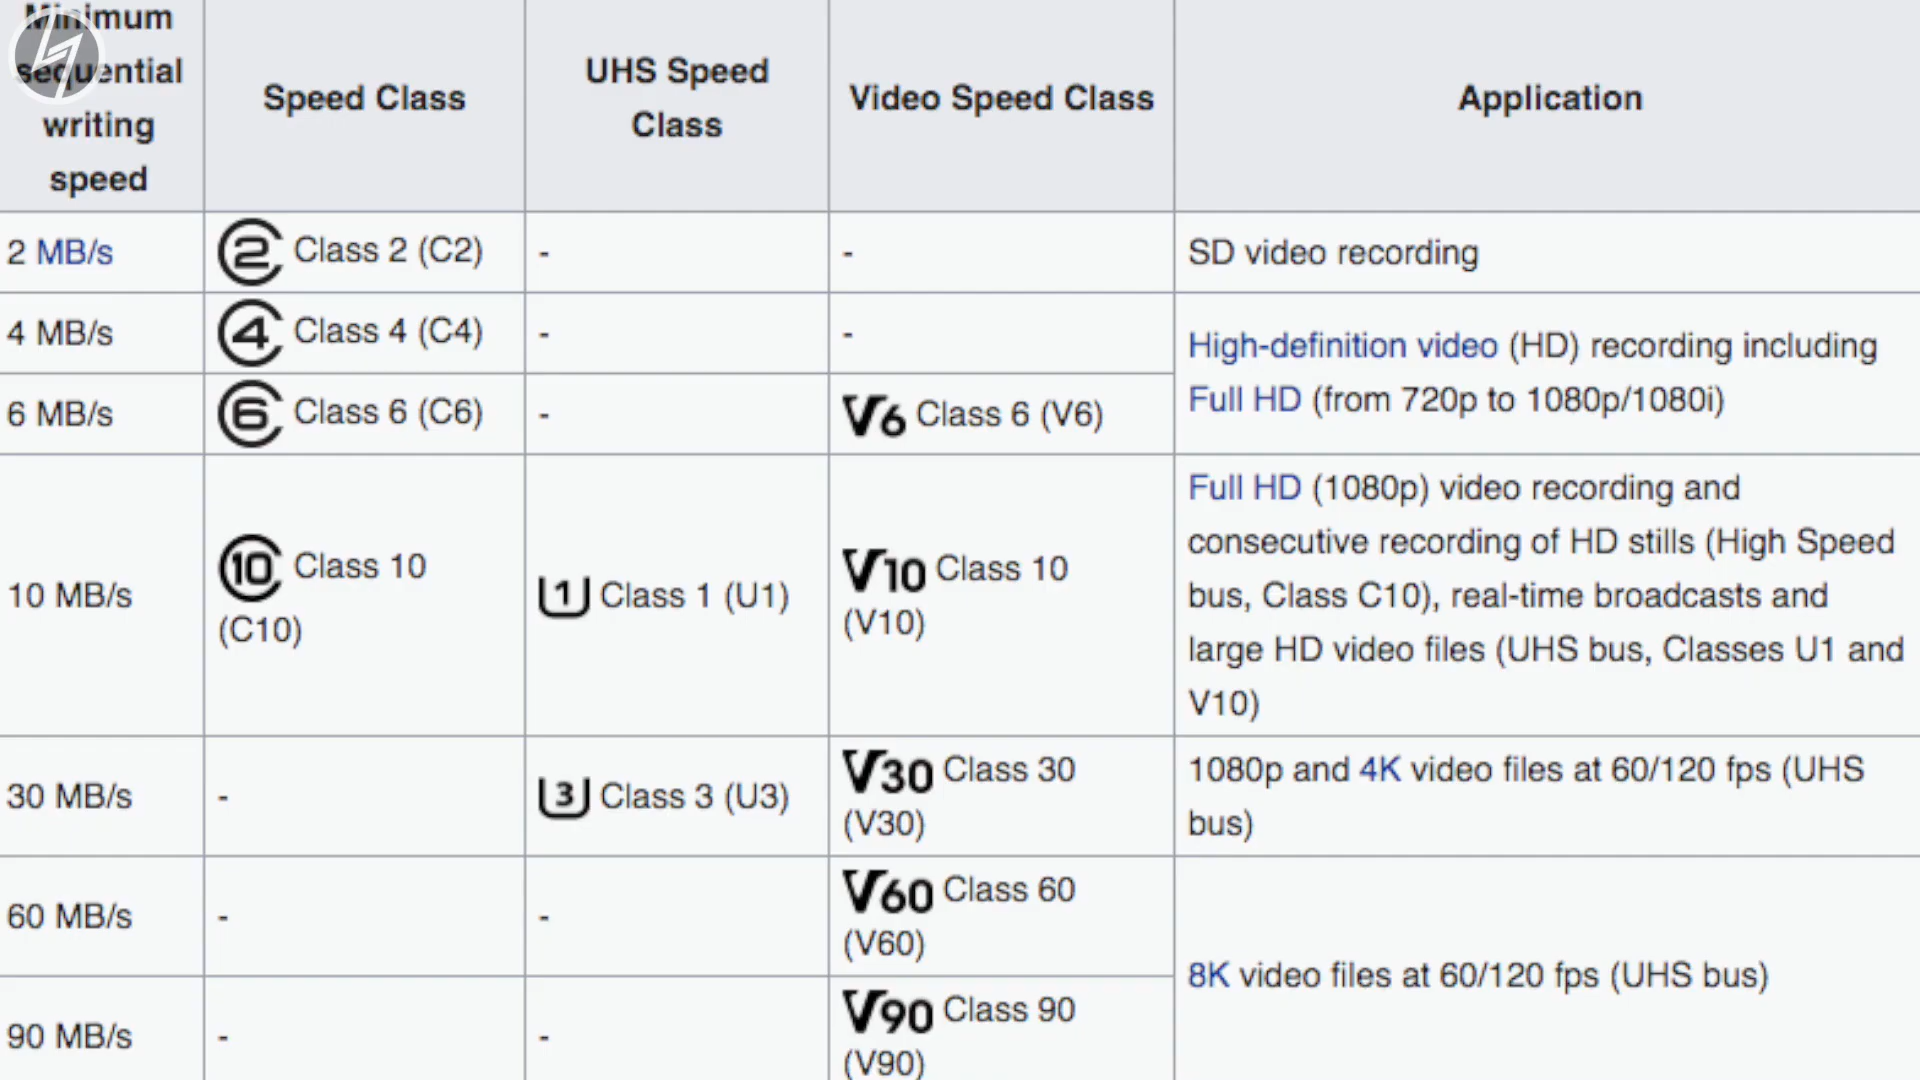 Minimum
sequential
writing
speed
Speed Class
UHS Speed
Class
Video Speed Class
Application
2 MB/s
2 Class 2 (C2)
-
-
SD video recording
4 MB/s
4 Class 4 (C4)
-
-
High-definition video (HD) recording including
Full HD (from 720p to 1080p/1080i)
6 MB/s
6 Class 6 (C6)
-
V6 Class 6 (V6)
10 MB/s
10 Class 10
(C10)
1 Class 1 (U1)
V10 Class 10
(V10)
Full HD (1080p) video recording and
consecutive recording of HD stills (High Speed
bus, Class C10), real-time broadcasts and
large HD video files (UHS bus, Classes U1 and
V10)
30 MB/s
-
3 Class 3 (U3)
V30 Class 30
(V30)
1080p and 4K video files at 60/120 fps (UHS
bus)
60 MB/s
-
-
V60 Class 60
(V60)
8K video files at 60/120 fps (UHS bus)
90 MB/s
-
-
V90 Class 90
(V90)